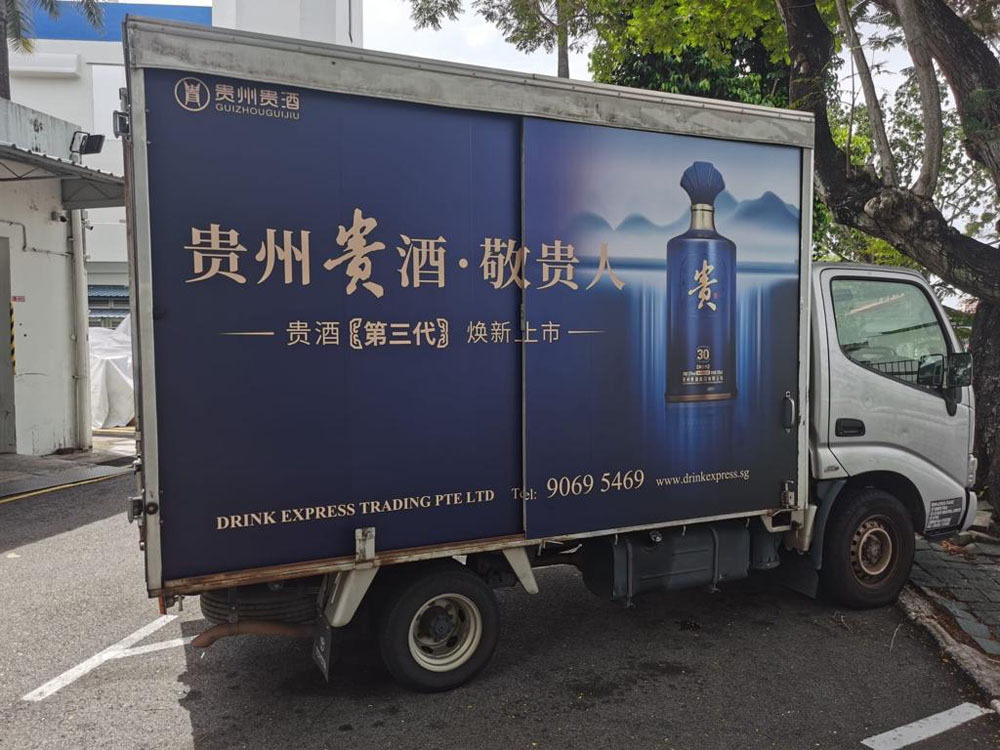 贵州贵酒
GUIZHOUGUIJIU
贵州贵酒·敬贵人
贵酒【第三代】 焕新上市
贵
30
DRINK EXPRESS TRADING PTE LTD Tel: 9069 5469 www.drinkexpress.sg